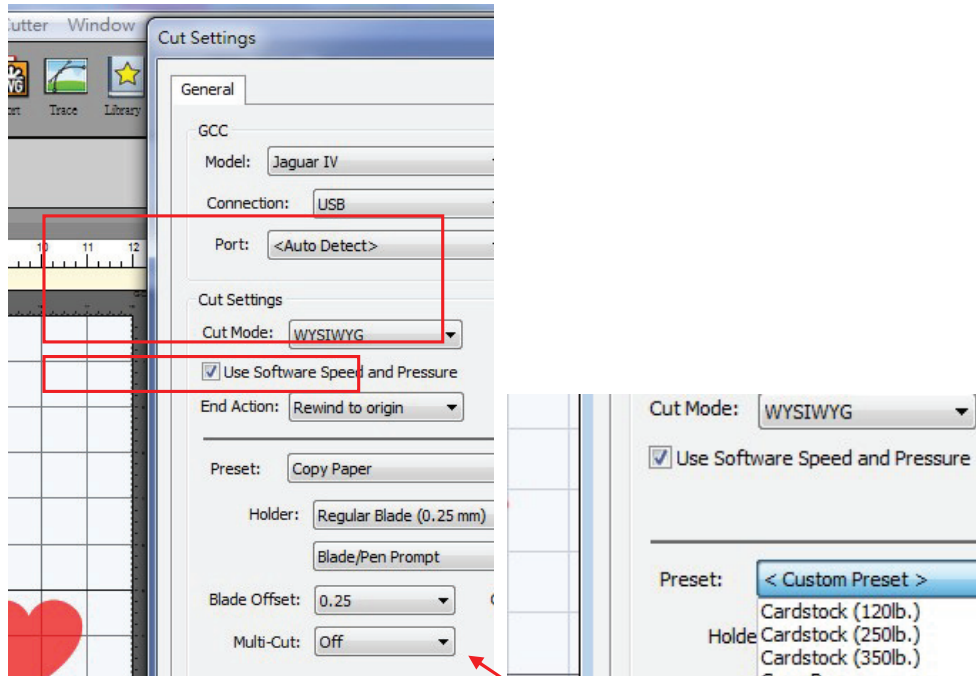 Cutter Window
Trace Library
10 11 12
Cut Settings
General
GCC
Model: Jaguar IV
Connection: USB
Port: <Auto Detect>
Cut Settings
Cut Mode: WYSIWYG
Use Software Speed and Pressure
End Action: Rewind to origin
Preset: Copy Paper
Holder: Regular Blade (0.25 mm)
Blade/Pen Prompt
Blade Offset: 0.25
Multi-Cut: Off
Cut Mode: WYSIWYG
Use Software Speed and Pressure
Preset: < Custom Preset >
Cardstock (120lb.)
Holde Cardstock (250lb.)
Cardstock (350lb.)